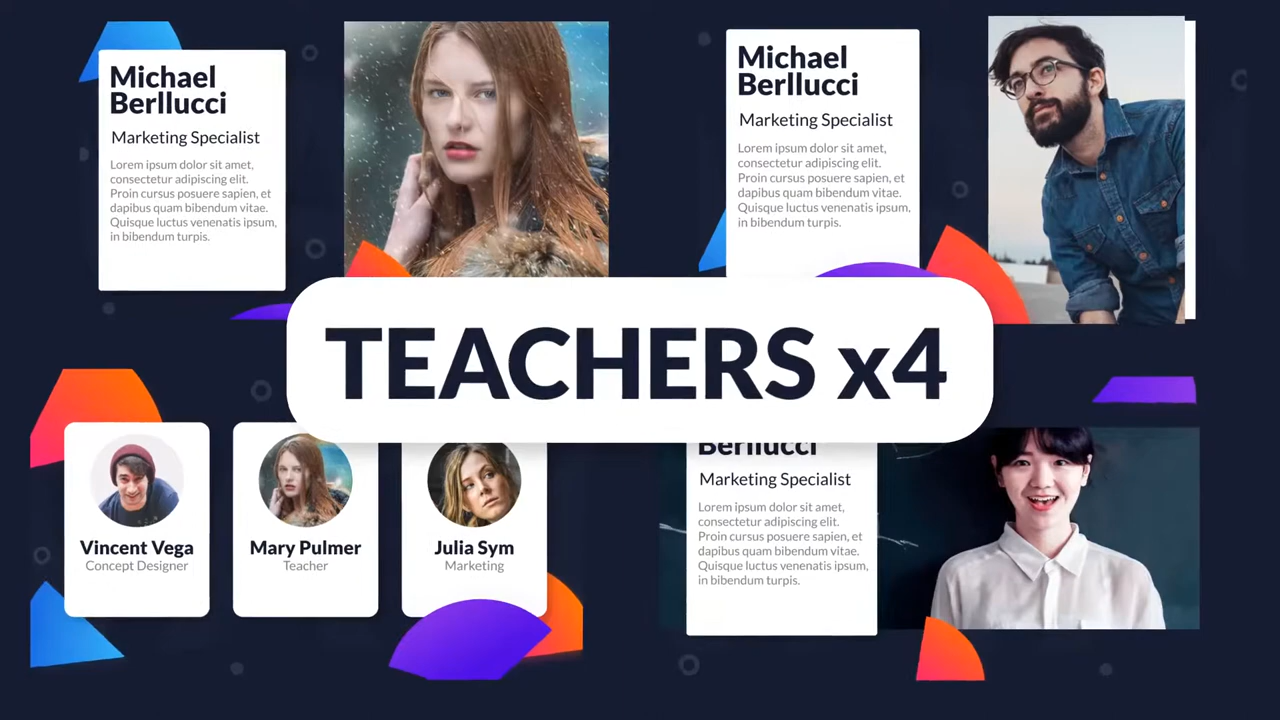 Michael
Berllucci
Marketing Specialist
Lorem ipsum dolor sit amet,
consectetur adipiscing elit.
Proin cursus posuere sapien, et
dapibus quam bibendum vitae.
Quisque luctus venenatis ipsum,
in bibendum turpis.
Michael
Berllucci
Marketing Specialist
Lorem ipsum dolor sit amet,
consectetur adipiscing elit.
Proin cursus posuere sapien, et
dapibus quam bibendum vitae.
Quisque luctus venenatis ipsum,
in bibendum turpis.
TEACHERS x4
Vincent Vega
Concept Designer
Mary Pulmer
Teacher
Julia Sym
Marketing
Berllucci
Marketing Specialist
Lorem ipsum dolor sit amet,
consectetur adipiscing elit.
Proin cursus posuere sapien, et
dapibus quam bibendum vitae.
Quisque luctus venenatis ipsum,
in bibendum turpis.